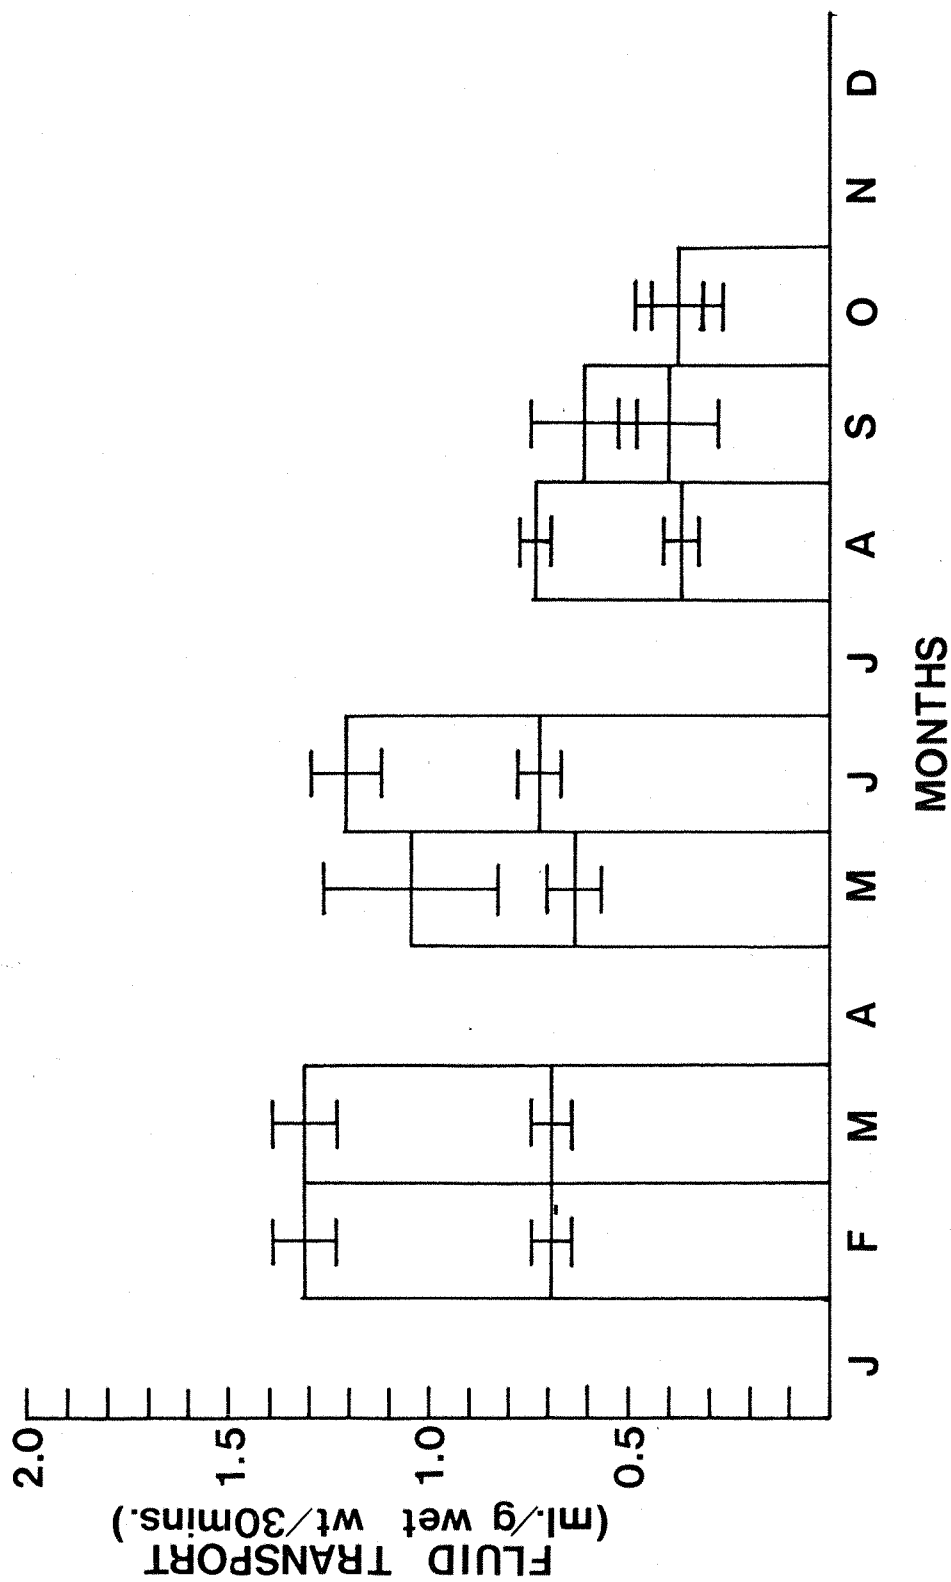 FLUID TRANSPORT
(ml./g wet wt/30mins.)
2.0
1.5
1.0
0.5
J F M A M J J A S O N D
MONTHS